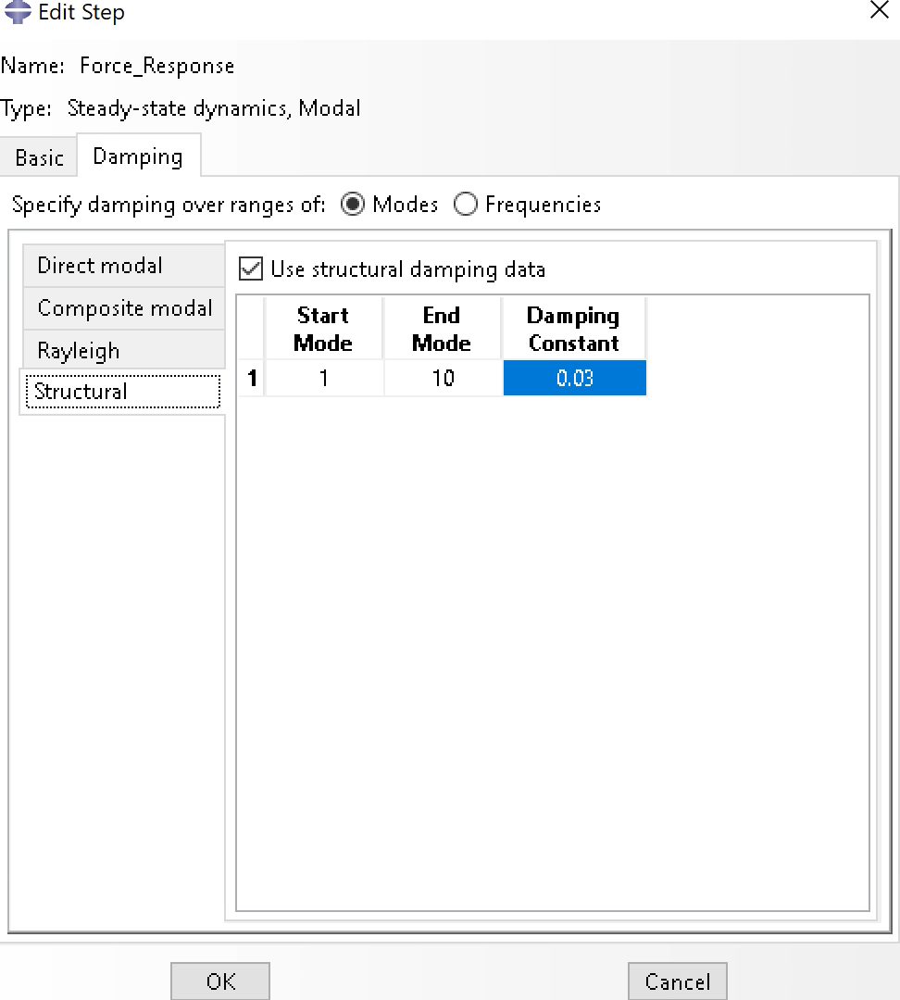 Edit Step
Name: Force_Response
Type: Steady-state dynamics, Modal
Basic Damping
Specify damping over ranges of: Modes Frequencies
Direct modal
Composite modal
Rayleigh
Structural
Use structural damping data
Start Mode End Mode Damping Constant
1 1 10 0.03
OK Cancel